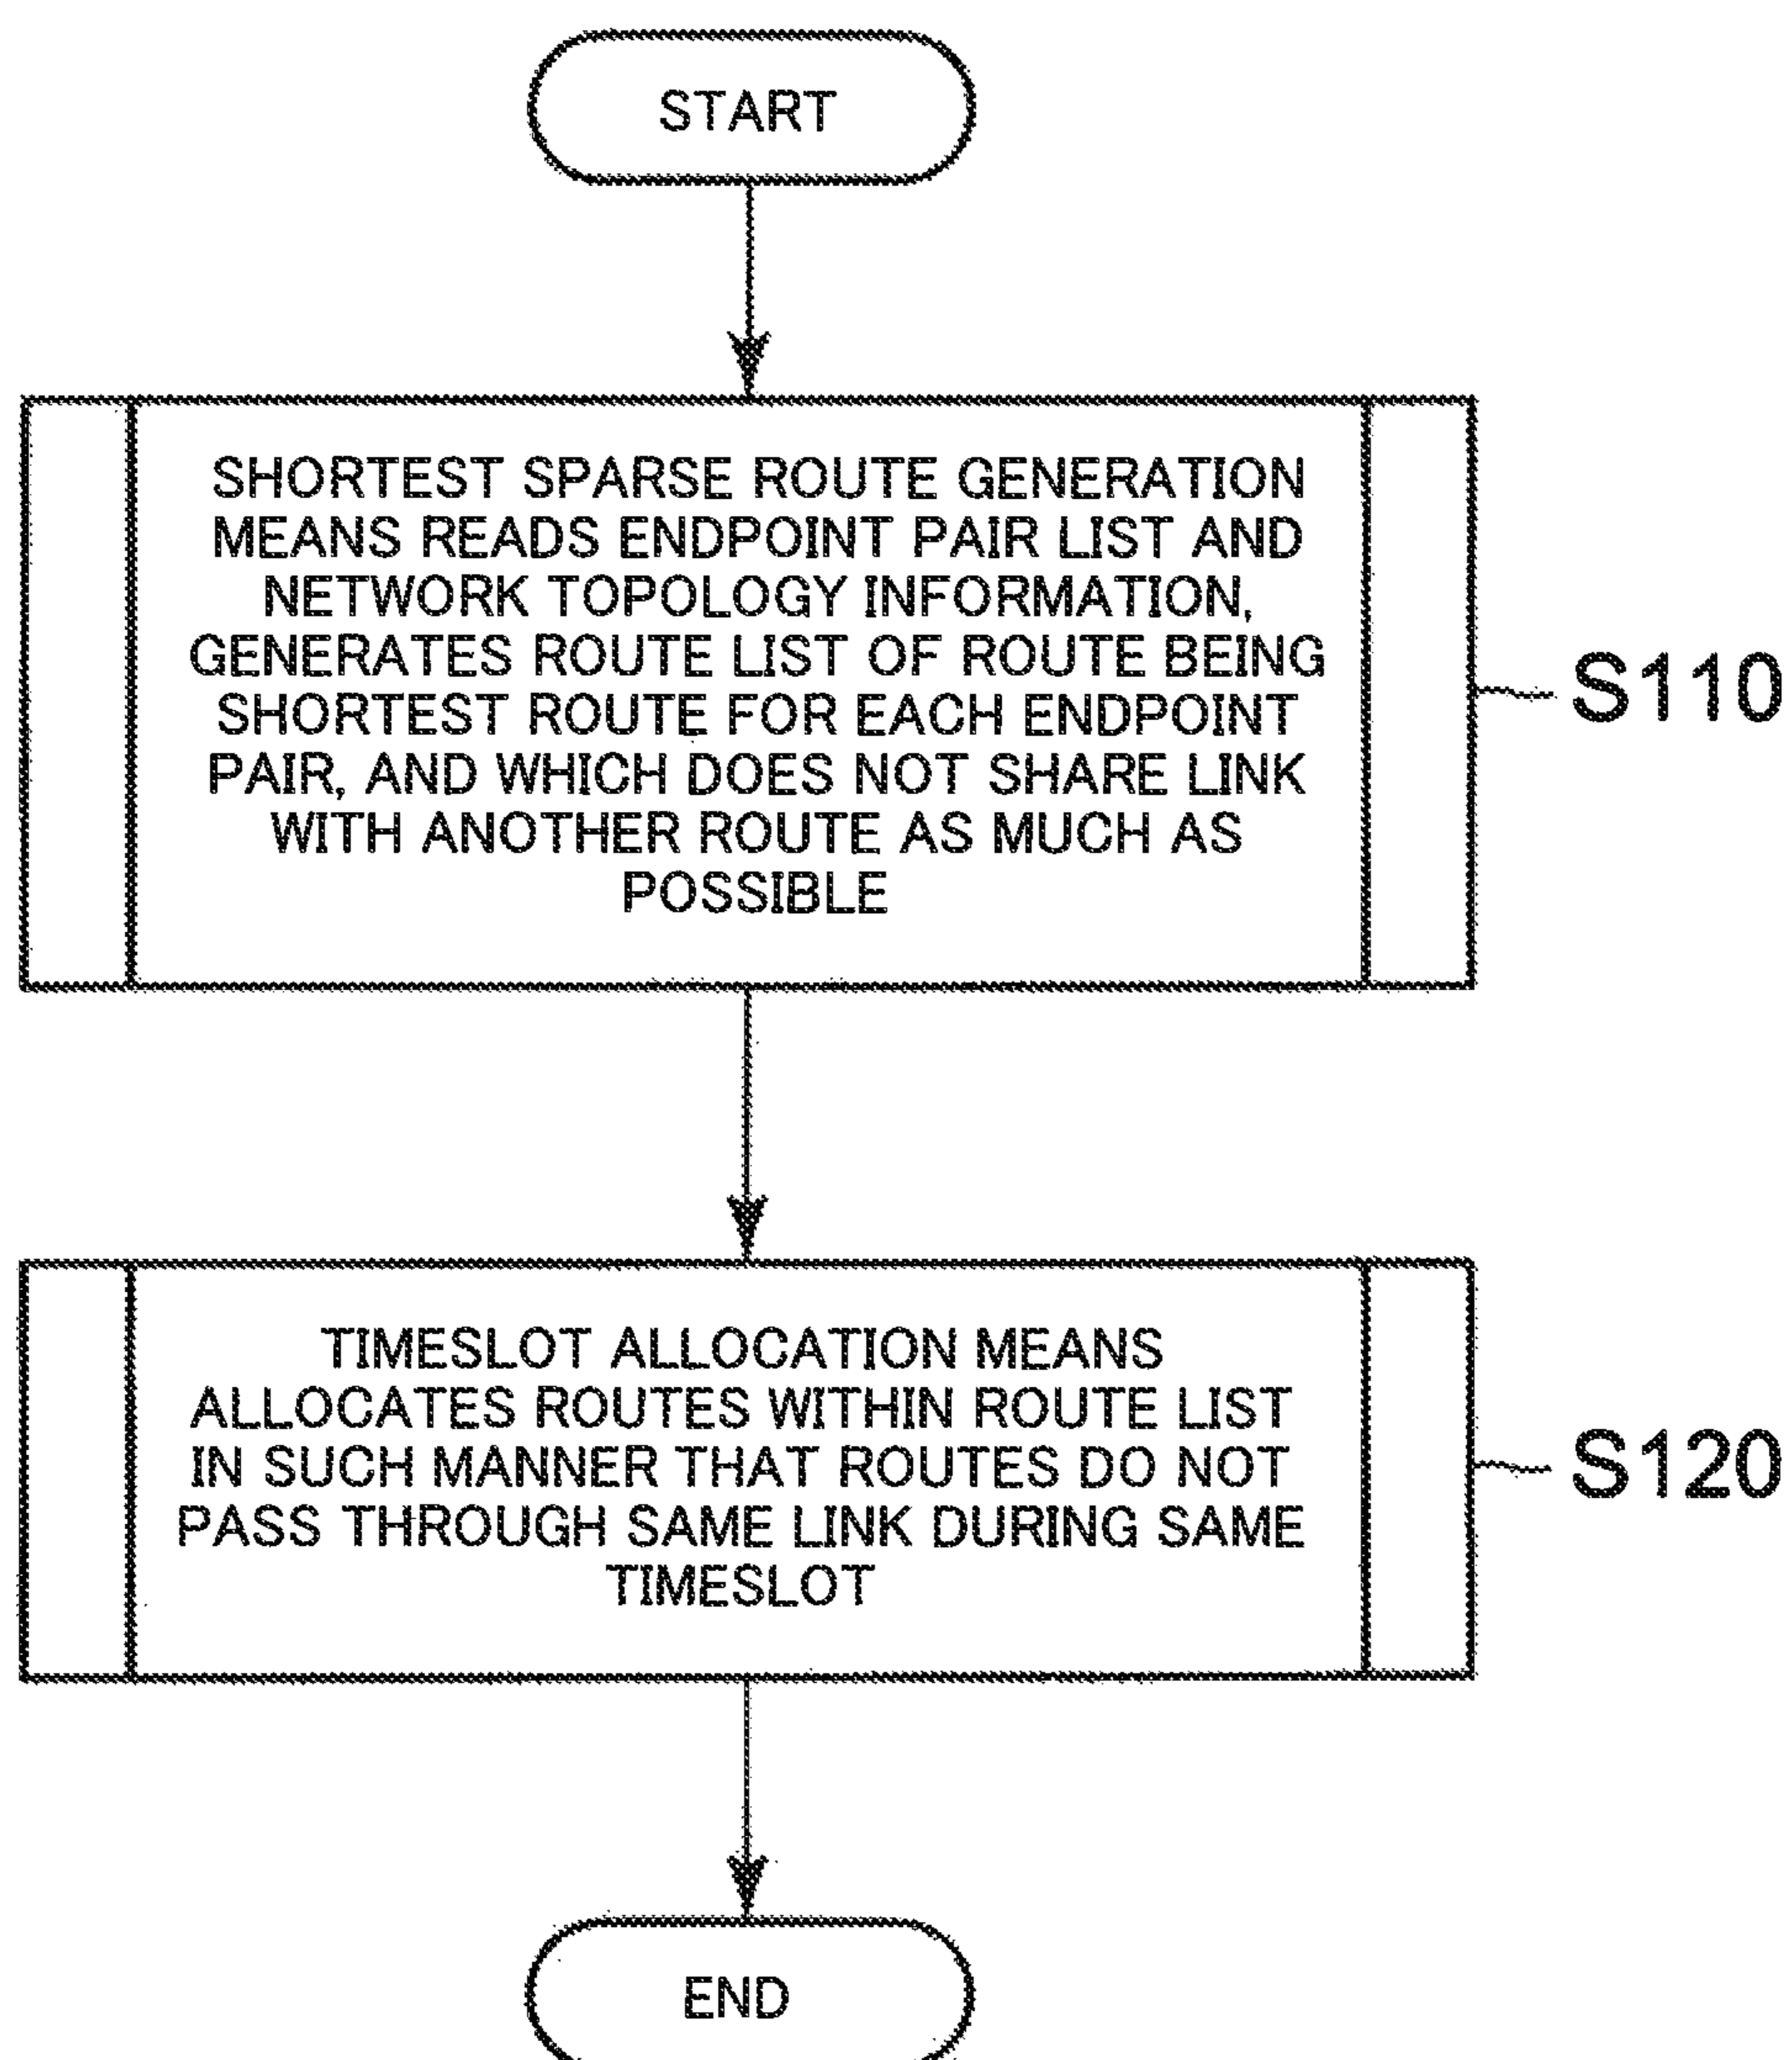 START
SHORTEST SPARSE ROUTE GENERATION
MEANS READS ENDPOINT PAIR LIST AND
NETWORK TOPOLOGY INFORMATION,
GENERATES ROUTE LIST OF ROUTE BEING
SHORTEST ROUTE FOR EACH ENDPOINT
PAIR, AND WHICH DOES NOT SHARE LINK
WITH ANOTHER ROUTE AS MUCH AS
POSSIBLE
S110
TIMESLOT ALLOCATION MEANS
ALLOCATES ROUTES WITHIN ROUTE LIST
IN SUCH MANNER THAT ROUTES DO NOT
PASS THROUGH SAME LINK DURING SAME
TIMESLOT
S120
END